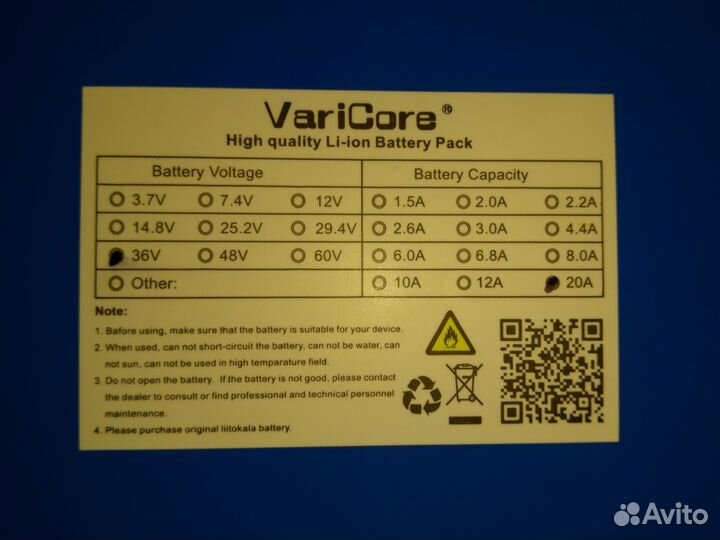 VariCore®
High quality Li-ion Battery Pack
Battery Voltage Battery Capacity
3.7V 7.4V 12V 1.5A 2.0A 2.2A
14.8V 25.2V 29.4V 2.6A 3.0A 4.4A
36V 48V 60V 6.0A 6.8A 8.0A
Other: 10A 12A 20A
Note:
1. Bafore using, make sure that the battery is suitable for your device.
2. When used, can not short-circuit the battery, can not be water, can
not sun, can not be used in high temparature field.
3. Do not open the battery. If the battery is not good, please contact
the dealer to consult or find professional and technical personnel
maintenance.
4. Please purchase original liitokala battery.
Avito